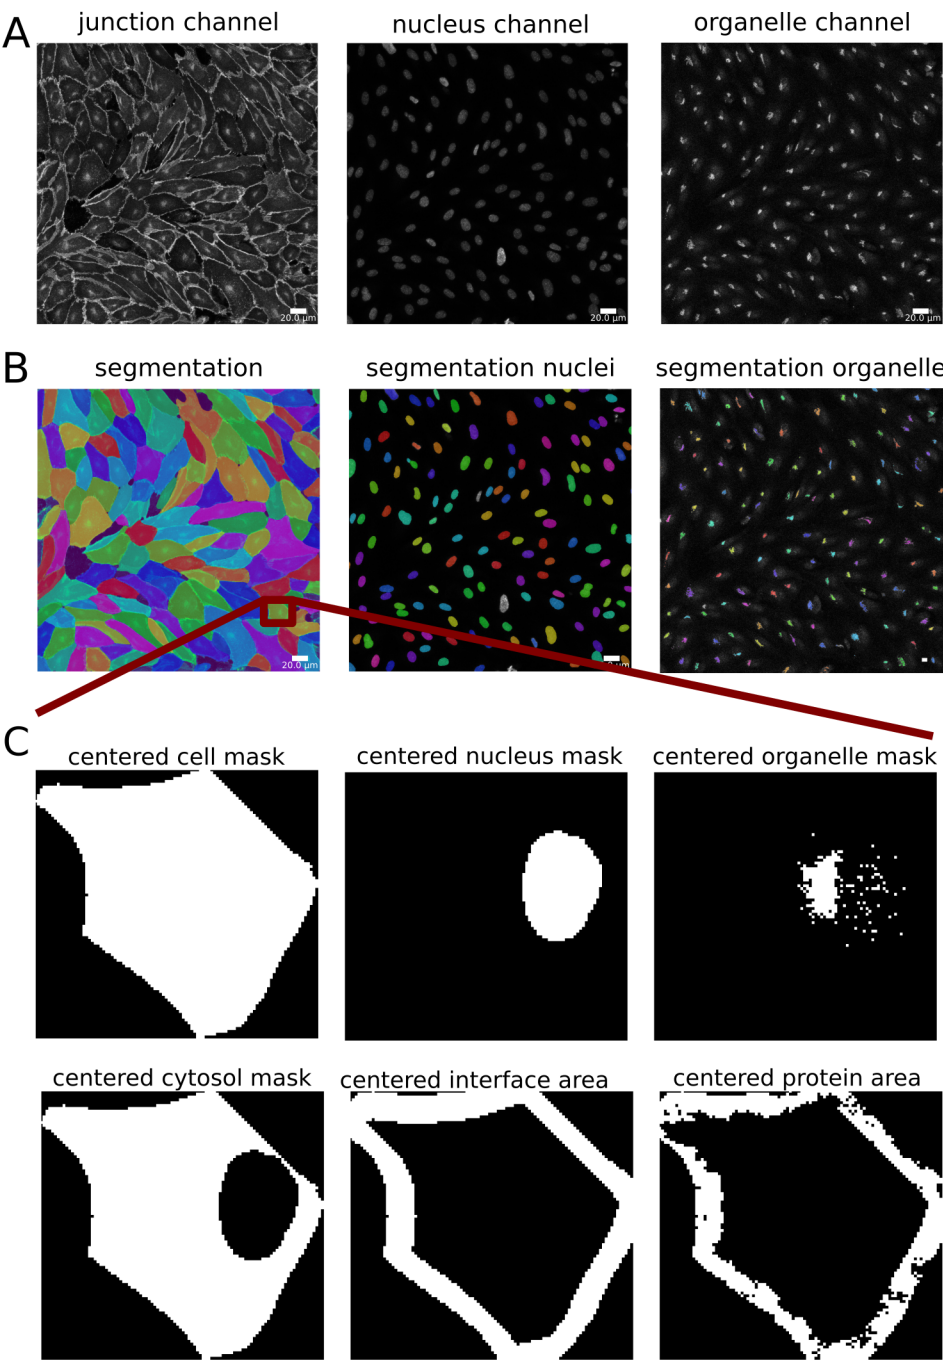 A
junction channel
nucleus channel
organelle channel
20.0 μm
20.0 μm
20.0 μm
B
segmentation
segmentation nuclei
segmentation organelle
20.0 μm
μm
C
centered cell mask
centered nucleus mask
centered organelle mask
centered cytosol mask
centered interface area
centered protein area